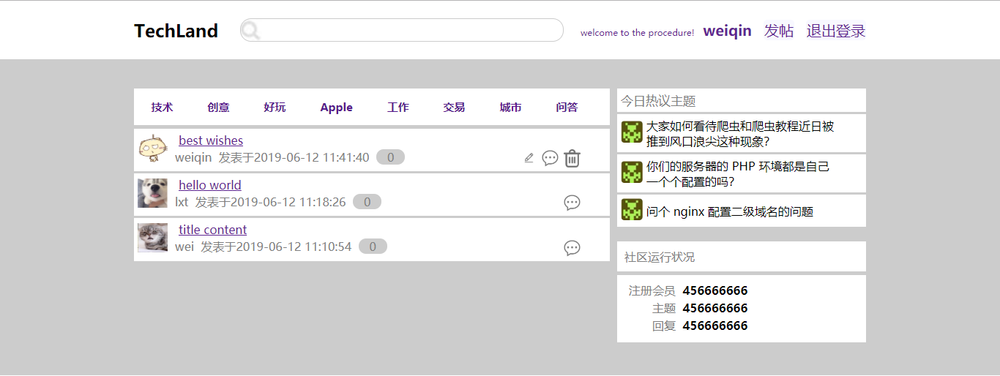 TechLand
welcome to the procedure! weiqin 发帖 退出登录
技术 创意 好玩 Apple 工作 交易 城市 问答
best wishes
weiqin 发表于2019-06-12 11:41:40 0
hello world
lxt 发表于2019-06-12 11:18:26 0
title content
wei 发表于2019-06-12 11:10:54 0
今日热议主题
大家如何看待爬虫和爬虫教程近日被
推到风口浪尖这种现象?
你们的服务器的 PHP 环境都是自己
一个个配置的吗?
问个 nginx 配置二级域名的问题
社区运行状况
注册会员 456666666
主题 456666666
回复 456666666